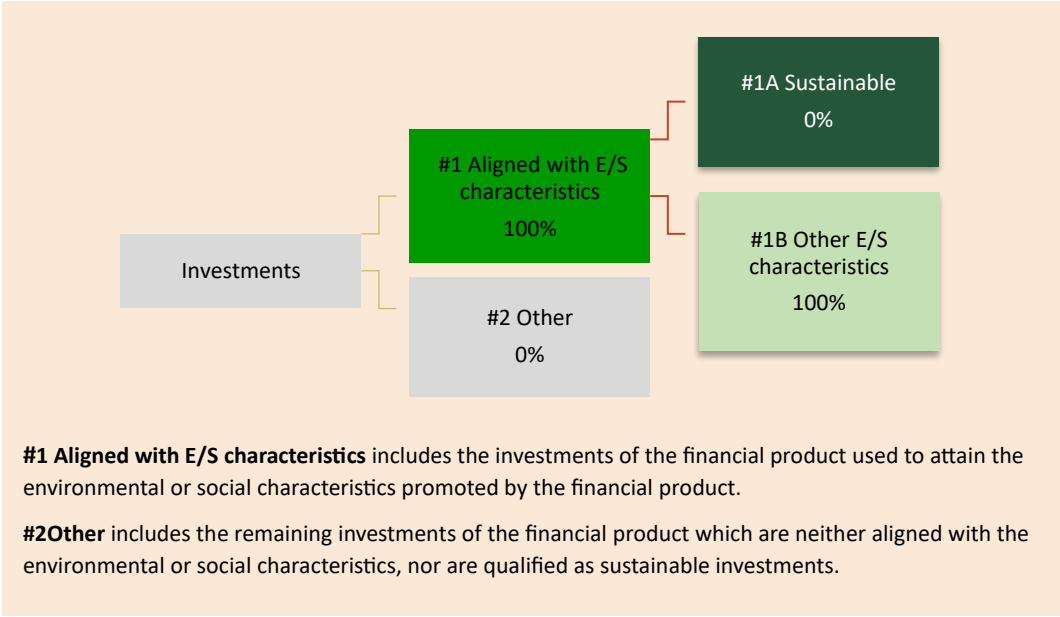 #1A Sustainable
0%
#1 Aligned with E/S
characteristics
100%
#1B Other E/S
characteristics
100%
Investments
#2 Other
0%
#1 Aligned with E/S characteristics includes the investments of the financial product used to attain the
environmental or social characteristics promoted by the financial product.
#2Other includes the remaining investments of the financial product which are neither aligned with the
environmental or social characteristics, nor are qualified as sustainable investments.